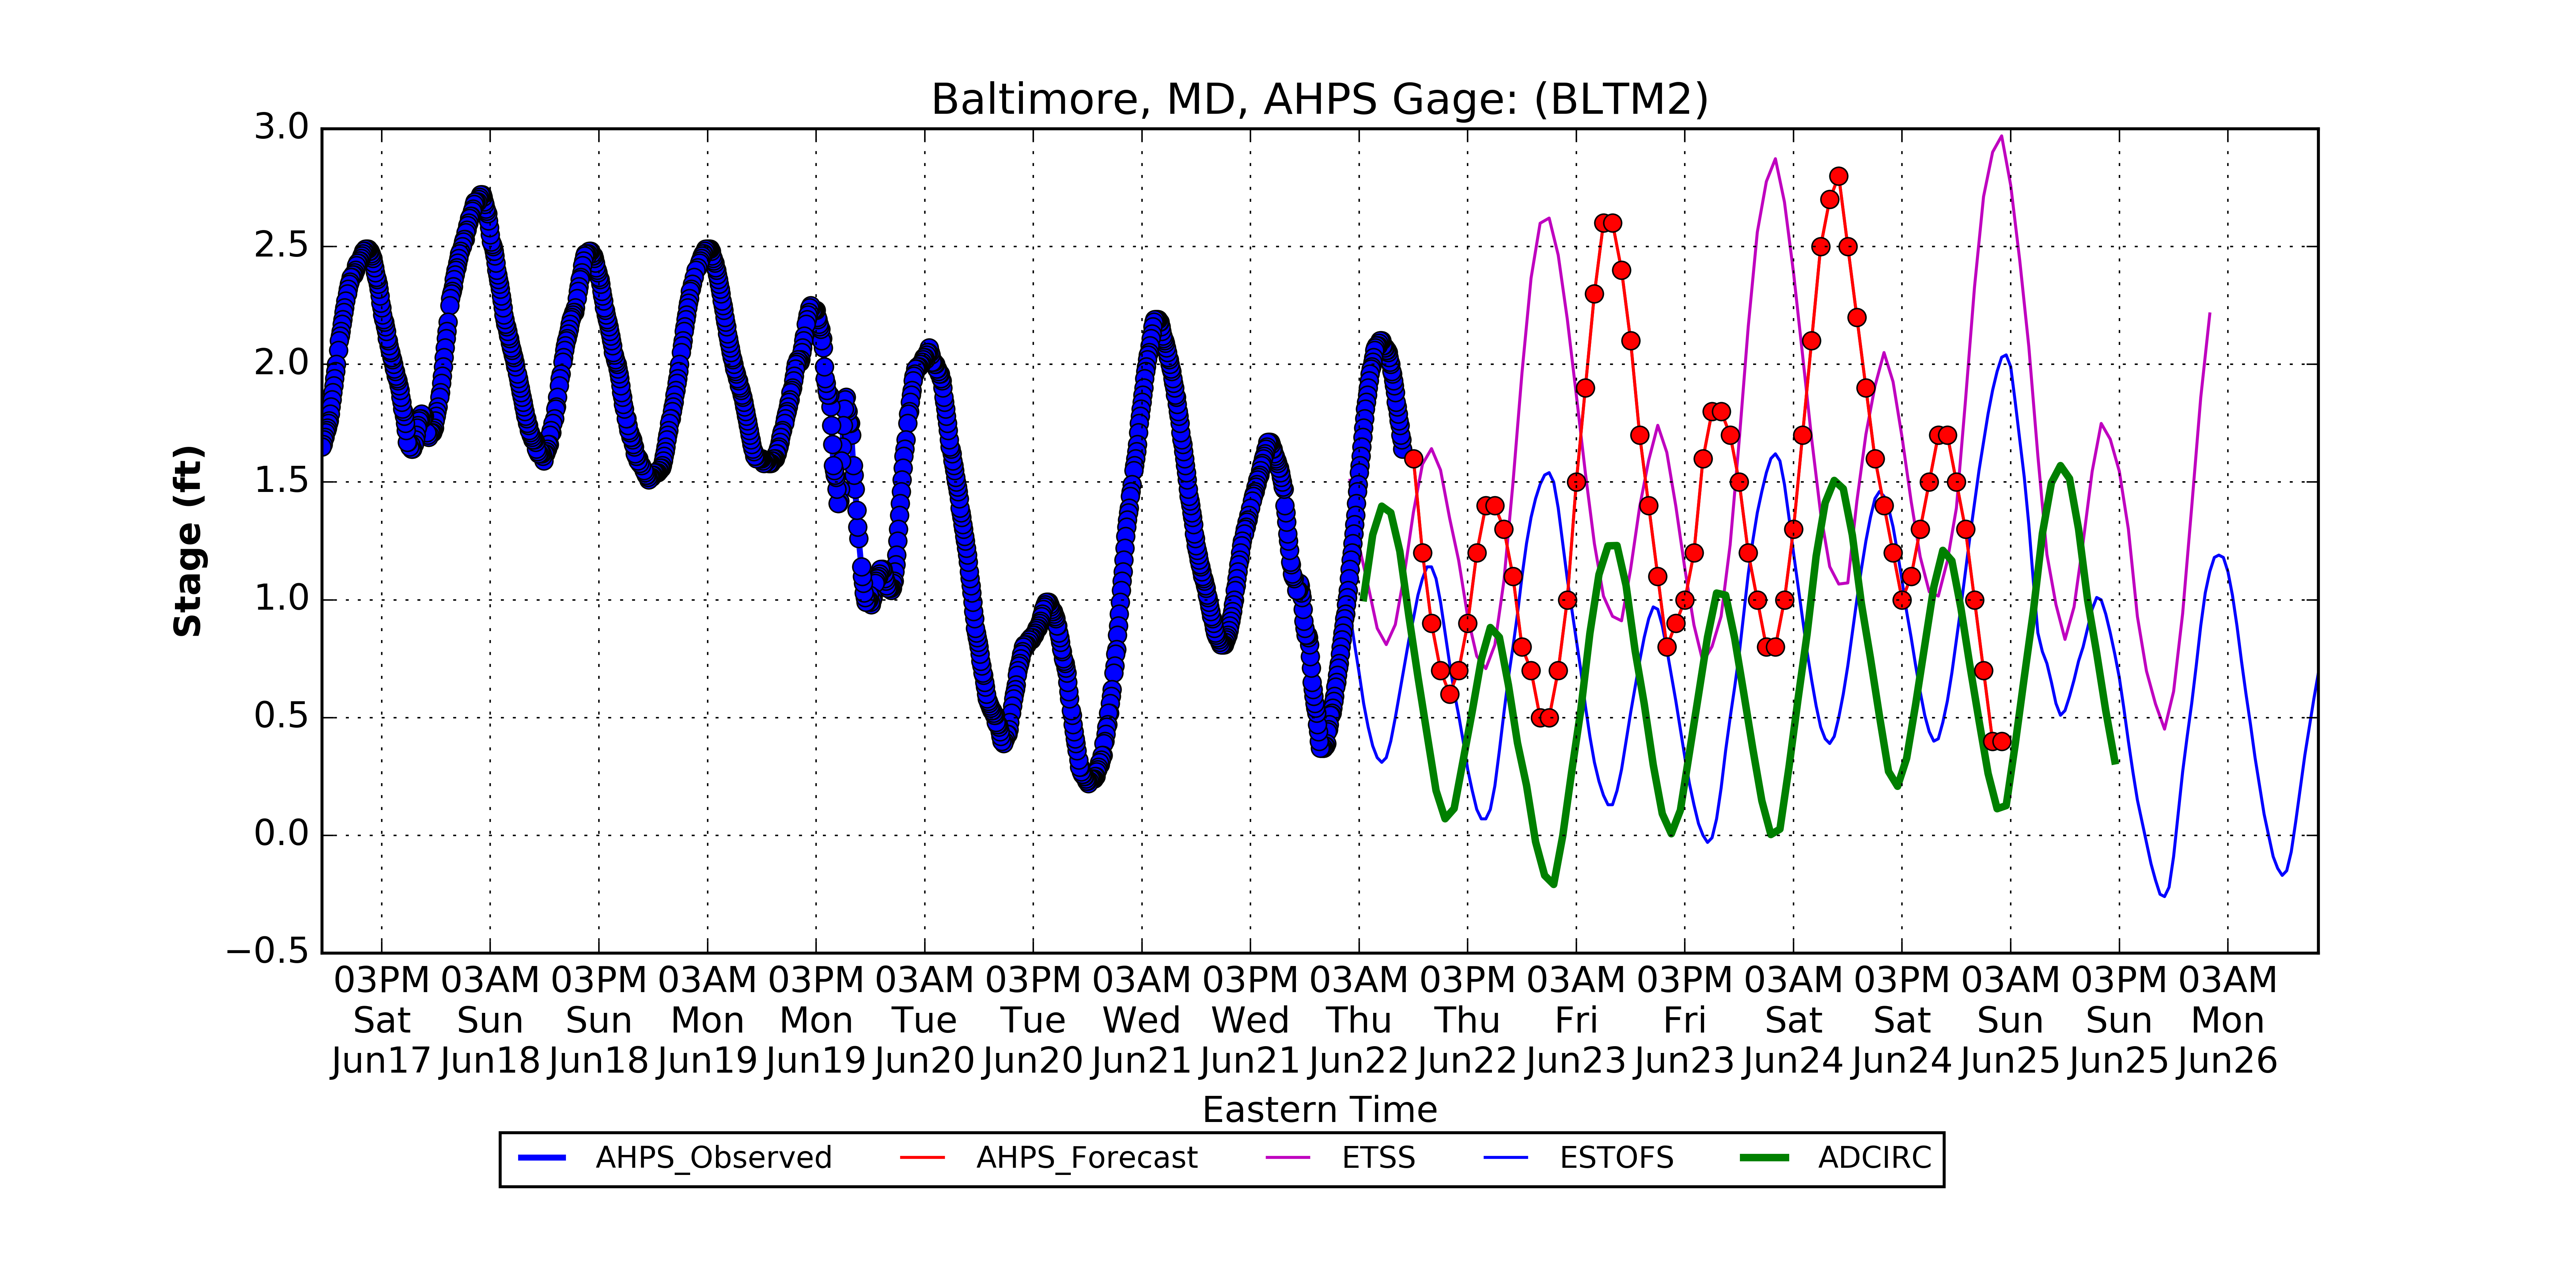 Baltimore, MD, AHPS Gage: (BLTM2)
3.0
2.5
2.0
1.5
1.0
0.5
0.0
−0.5
Stage (ft)
03PM 03AM 03PM 03AM 03PM 03AM 03PM 03AM 03PM 03AM 03PM 03AM 03PM 03AM 03PM 03AM 03PM 03AM
Sat Sun Sun Mon Mon Tue Tue Wed Wed Thu Thu Fri Fri Sat Sat Sun Sun Mon
Jun17 Jun18 Jun18 Jun19 Jun19 Jun20 Jun20 Jun21 Jun21 Jun22 Jun22 Jun23 Jun23 Jun24 Jun24 Jun25 Jun25 Jun26
Eastern Time
AHPS_Observed AHPS_Forecast ETSS ESTOFS ADCIRC